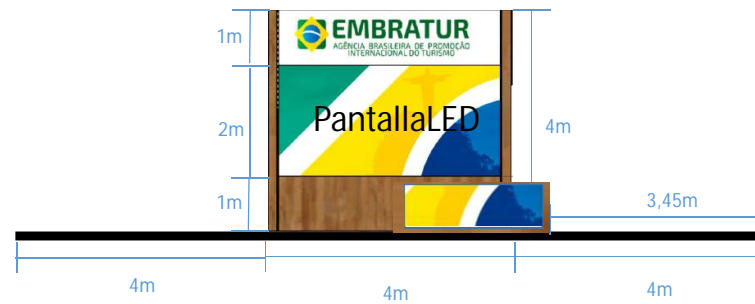 1m
EMBRATUR
AGÊNCIA BRASILEIRA DE PROMOÇÃO
INTERNACIONAL DO TURISMO
2m
PantallaLED
4m
1m
3,45m
4m
4m
4m